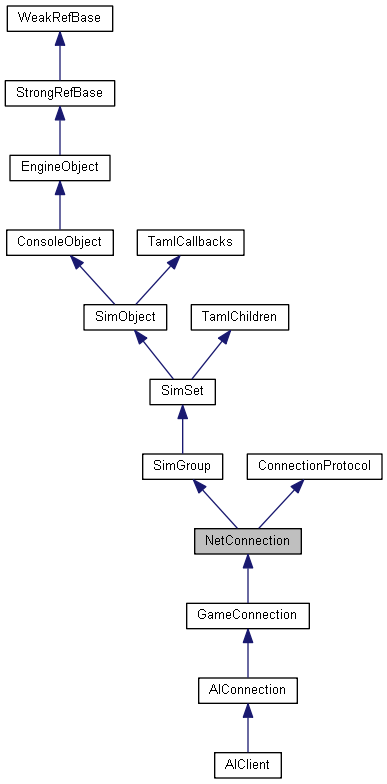 WeakRefBase
StrongRefBase
EngineObject
ConsoleObject
TamlCallbacks
SimObject
TamlChildren
SimSet
SimGroup
ConnectionProtocol
NetConnection
GameConnection
AIConnection
AIClient